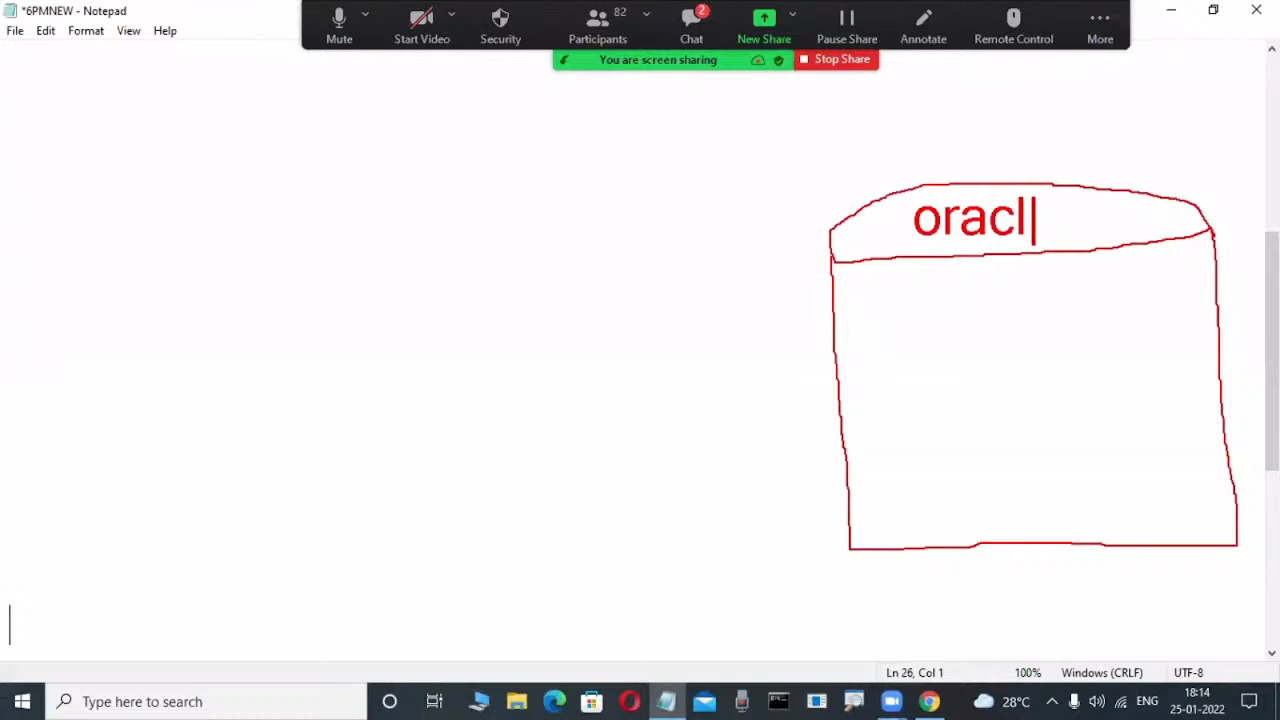 *6PMNEW - Notepad
File Edit Format View Help
Mute Start Video Security Participants 82 Chat 2 New Share Pause Share Annotate Remote Control More
You are screen sharing Stop Share
oracl
Ln 26, Col 1 100% Windows (CRLF) UTF-8
Type here to search 28°C ENG 18:14
25-01-2022